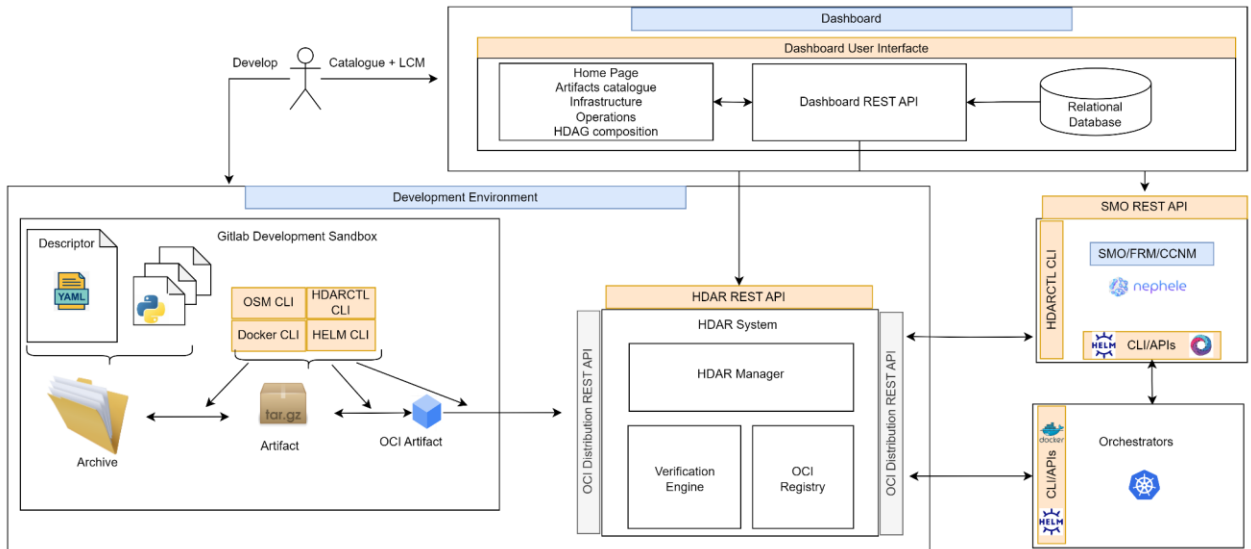 Dashboard
Dashboard User Interfacte
Develop
Catalogue + LCM
Home Page
Artifacts catalogue
Infrastructure
Operations
HDAG composition
Dashboard REST API
Relational
Database
Development Environment
Gitlab Development Sandbox
Descriptor
YAML
OSM CLI
HDARCTL
CLI
Docker CLI
HELM CLI
tar.gz
Archive
Artifact
OCI Artifact
OCI Distribution REST API
HDAR REST API
HDAR System
HDAR Manager
Verification
Engine
OCI
Registry
OCI Distribution REST API
SMO REST API
HDARCTL CLI
SMO/FRM/CCNM
nephele
HELM
CLI/APIs
docker
CLI/APIs
HELM
Orchestrators